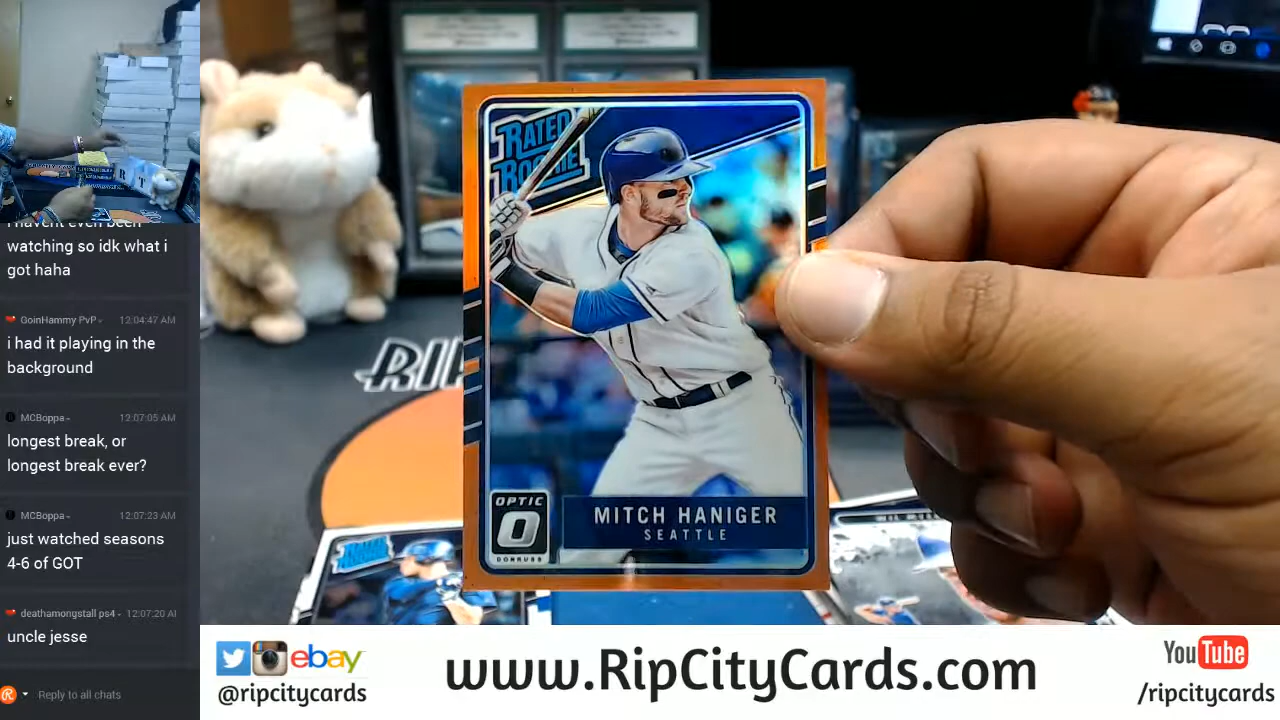 I haven't even been
watching so idk what i
got haha
GoinHammy PvP 12:04:47 AM
i had it playing in the
background
MCBoppa 12:07:05 AM
longest break, or
longest break ever?
MCBoppa 12:07:23 AM
just watched seasons
4-6 of GOT
deathamongstall ps4 12:07:20 AM
uncle jesse
Reply to all chats
RATED
ROOKIE
OPTIC
O
DONRUSS
MITCH HANIGER
SEATTLE
RIP
ebay
@ripcitycards
www.RipCityCards.com
YouTube
/ripcitycards